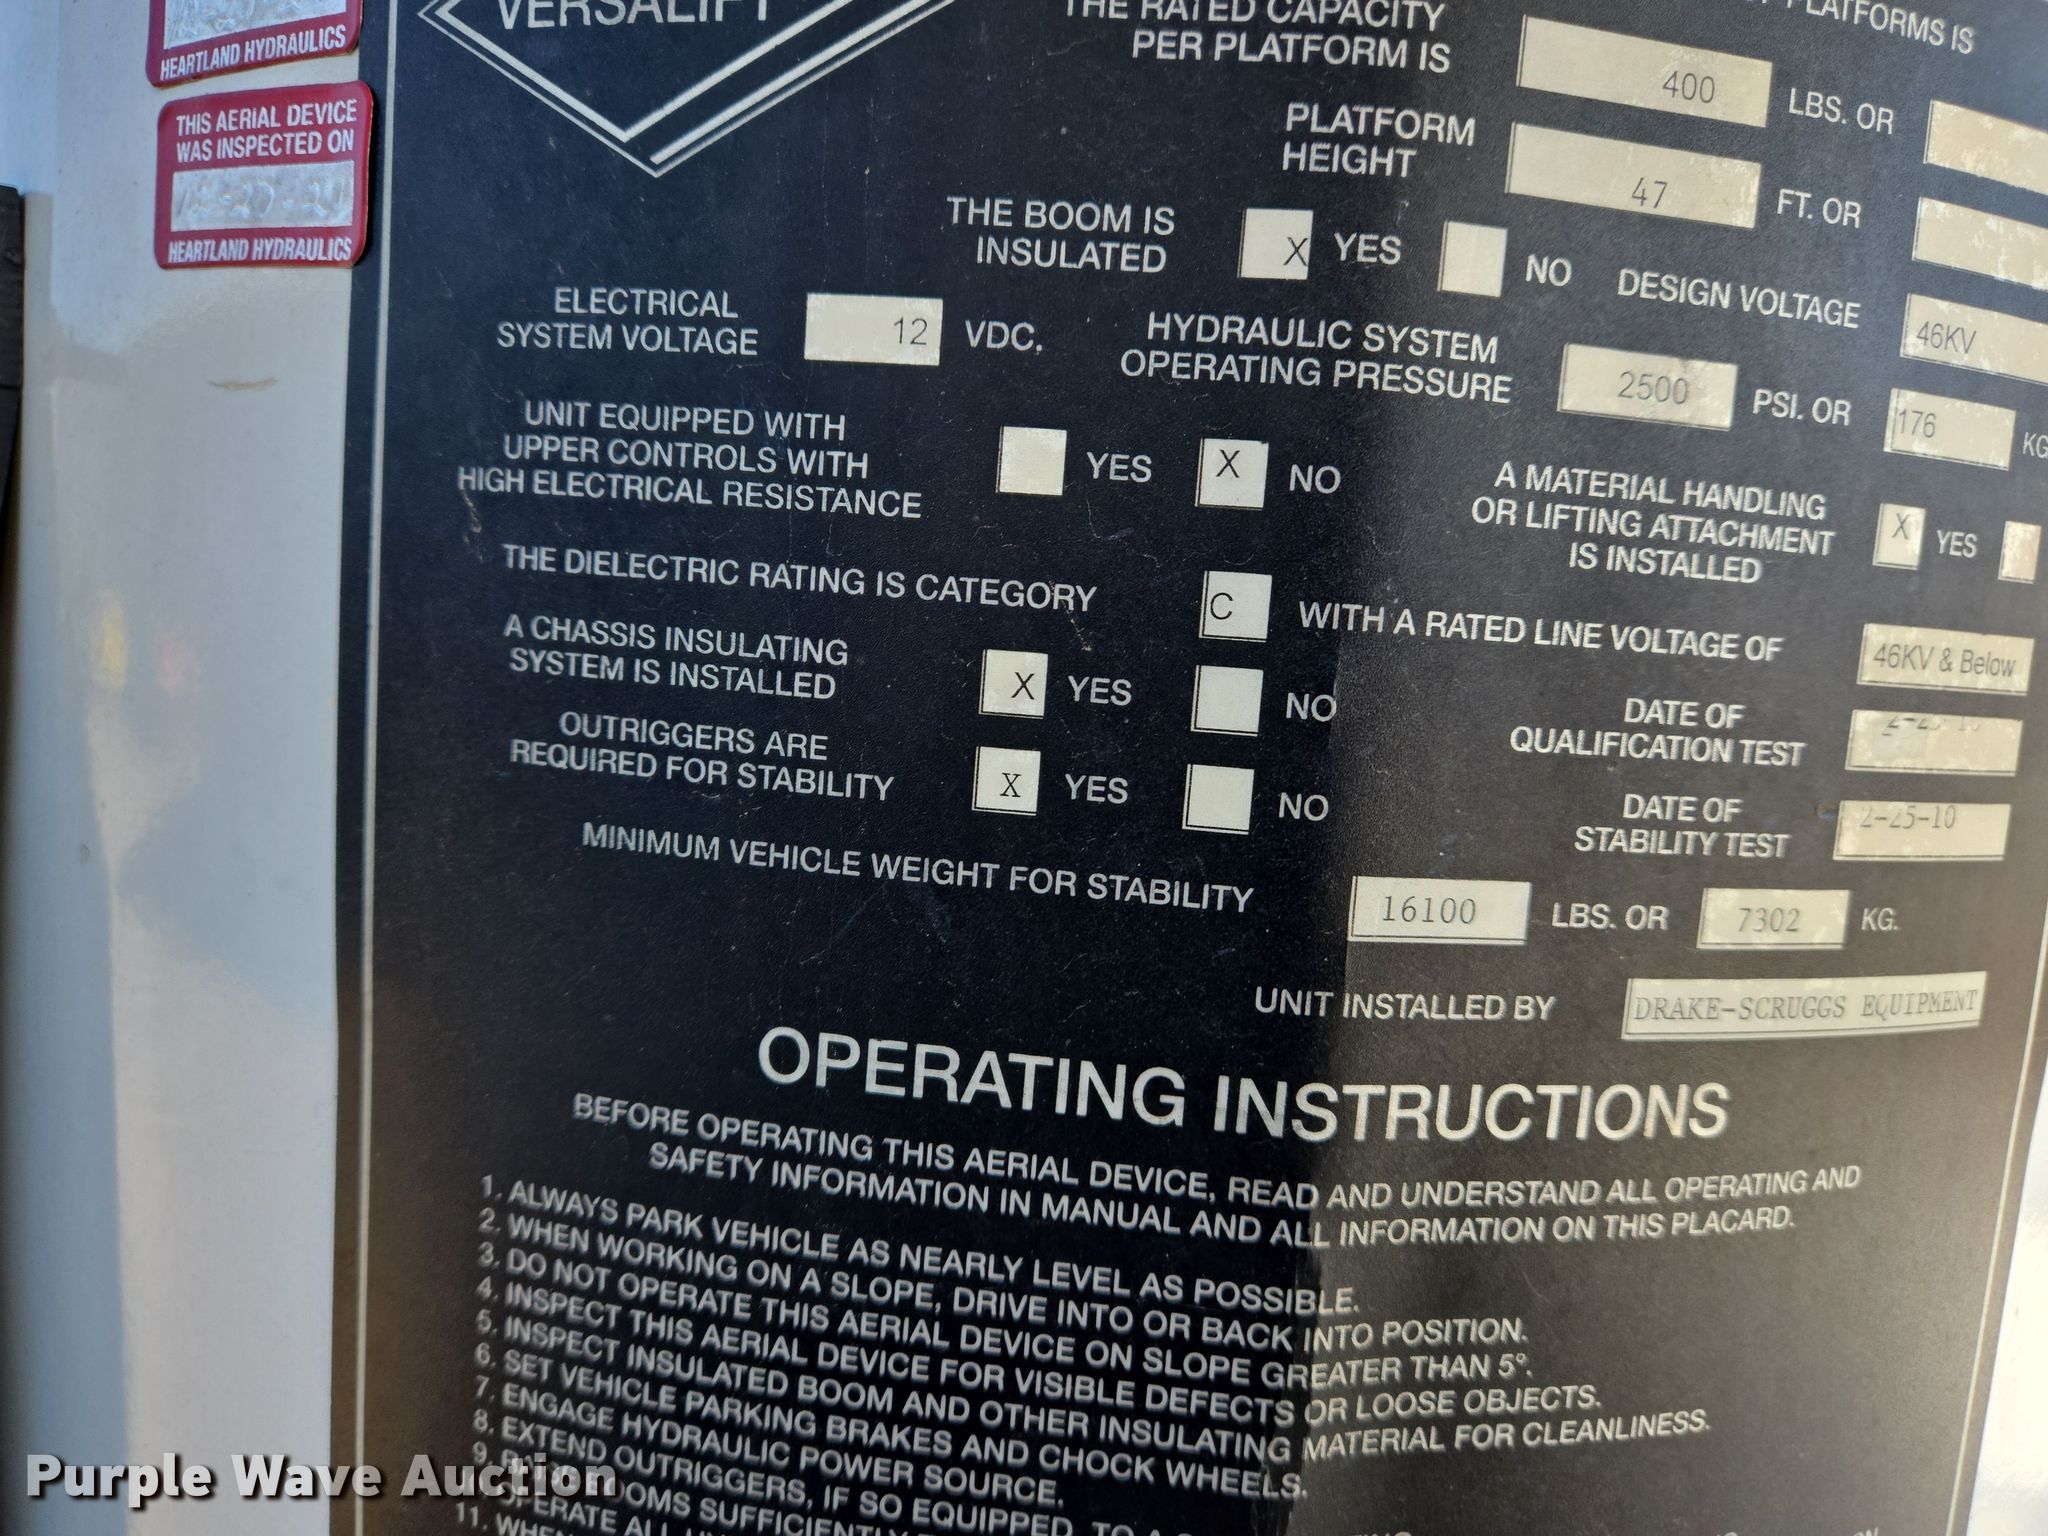 HEARTLAND HYDRAULICS
THIS AERIAL DEVICE
WAS INSPECTED ON
HEARTLAND HYDRAULICS
VERSALIFT
THE RATED CAPACITY
PER PLATFORM IS
400 LBS. OR
PLATFORMS IS
PLATFORM
HEIGHT
47 FT. OR
THE BOOM IS
INSULATED
X YES NO
DESIGN VOLTAGE
46KV
ELECTRICAL
SYSTEM VOLTAGE
12 VDC.
HYDRAULIC SYSTEM
OPERATING PRESSURE
2500 PSI. OR 176 KG
UNIT EQUIPPED WITH
UPPER CONTROLS WITH
HIGH ELECTRICAL RESISTANCE
YES X NO
A MATERIAL HANDLING
OR LIFTING ATTACHMENT
IS INSTALLED
X YES
THE DIELECTRIC RATING IS CATEGORY C WITH A RATED LINE VOLTAGE OF 46KV & Below
A CHASSIS INSULATING
SYSTEM IS INSTALLED
X YES NO
DATE OF
QUALIFICATION TEST
OUTRIGGERS ARE
REQUIRED FOR STABILITY
X YES NO
DATE OF
STABILITY TEST
2-25-10
MINIMUM VEHICLE WEIGHT FOR STABILITY 16100 LBS. OR 7302 KG.
UNIT INSTALLED BY DRAKE-SCRUGGS EQUIPMENT
OPERATING INSTRUCTIONS
BEFORE OPERATING THIS AERIAL DEVICE, READ AND UNDERSTAND ALL OPERATING AND
SAFETY INFORMATION IN MANUAL AND ALL INFORMATION ON THIS PLACARD.
1. ALWAYS PARK VEHICLE AS NEARLY LEVEL AS POSSIBLE.
2. WHEN WORKING ON A SLOPE, DRIVE INTO OR BACK INTO POSITION.
3. DO NOT OPERATE THIS AERIAL DEVICE ON SLOPE GREATER THAN 5°.
4. INSPECT THIS AERIAL DEVICE FOR VISIBLE DEFECTS OR LOOSE OBJECTS.
5. INSPECT INSULATED BOOM AND OTHER INSULATING MATERIAL FOR CLEANLINESS.
6. SET VEHICLE PARKING BRAKES AND CHOCK WHEELS.
7. ENGAGE HYDRAULIC POWER SOURCE.
8. EXTEND OUTRIGGERS, IF SO EQUIPPED, TO A
9. BOOMS SUFFICIENTLY
OPERATE ALL
11. WHEN
Purple Wave Auction